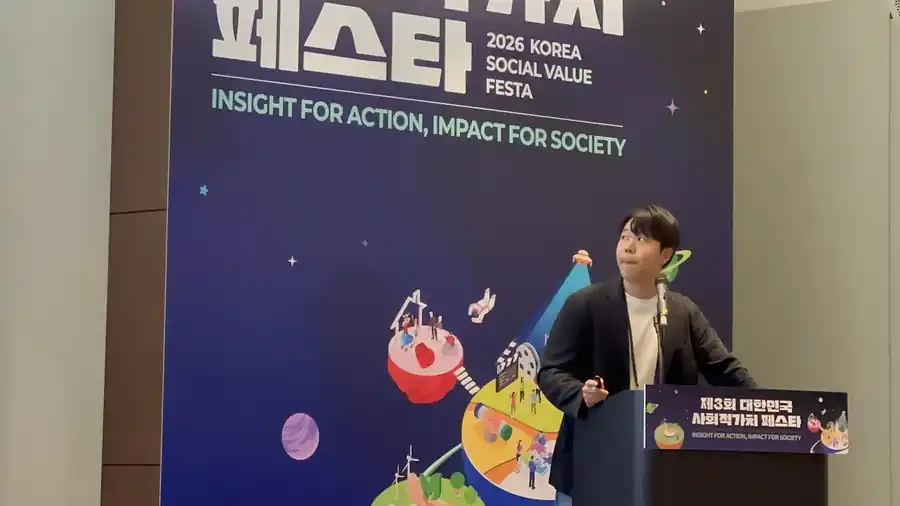 페스타
2026 KOREA
SOCIAL VALUE
FESTA
INSIGHT FOR ACTION, IMPACT FOR SOCIETY
제3회 대한민국
사회적가치 페스타
INSIGHT FOR ACTION, IMPACT FOR SOCIETY